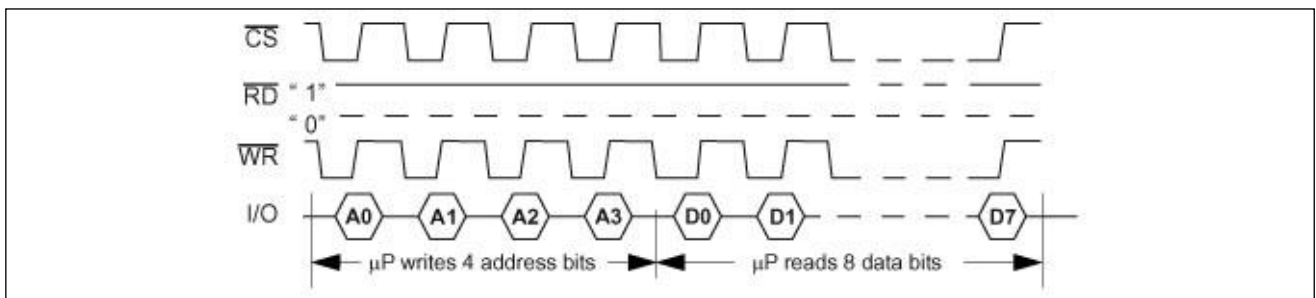 CS
RD “ 1”
“ 0”
WR
I/O A0 A1 A2 A3 D0 D1 D7
µP writes 4 address bits µP reads 8 data bits